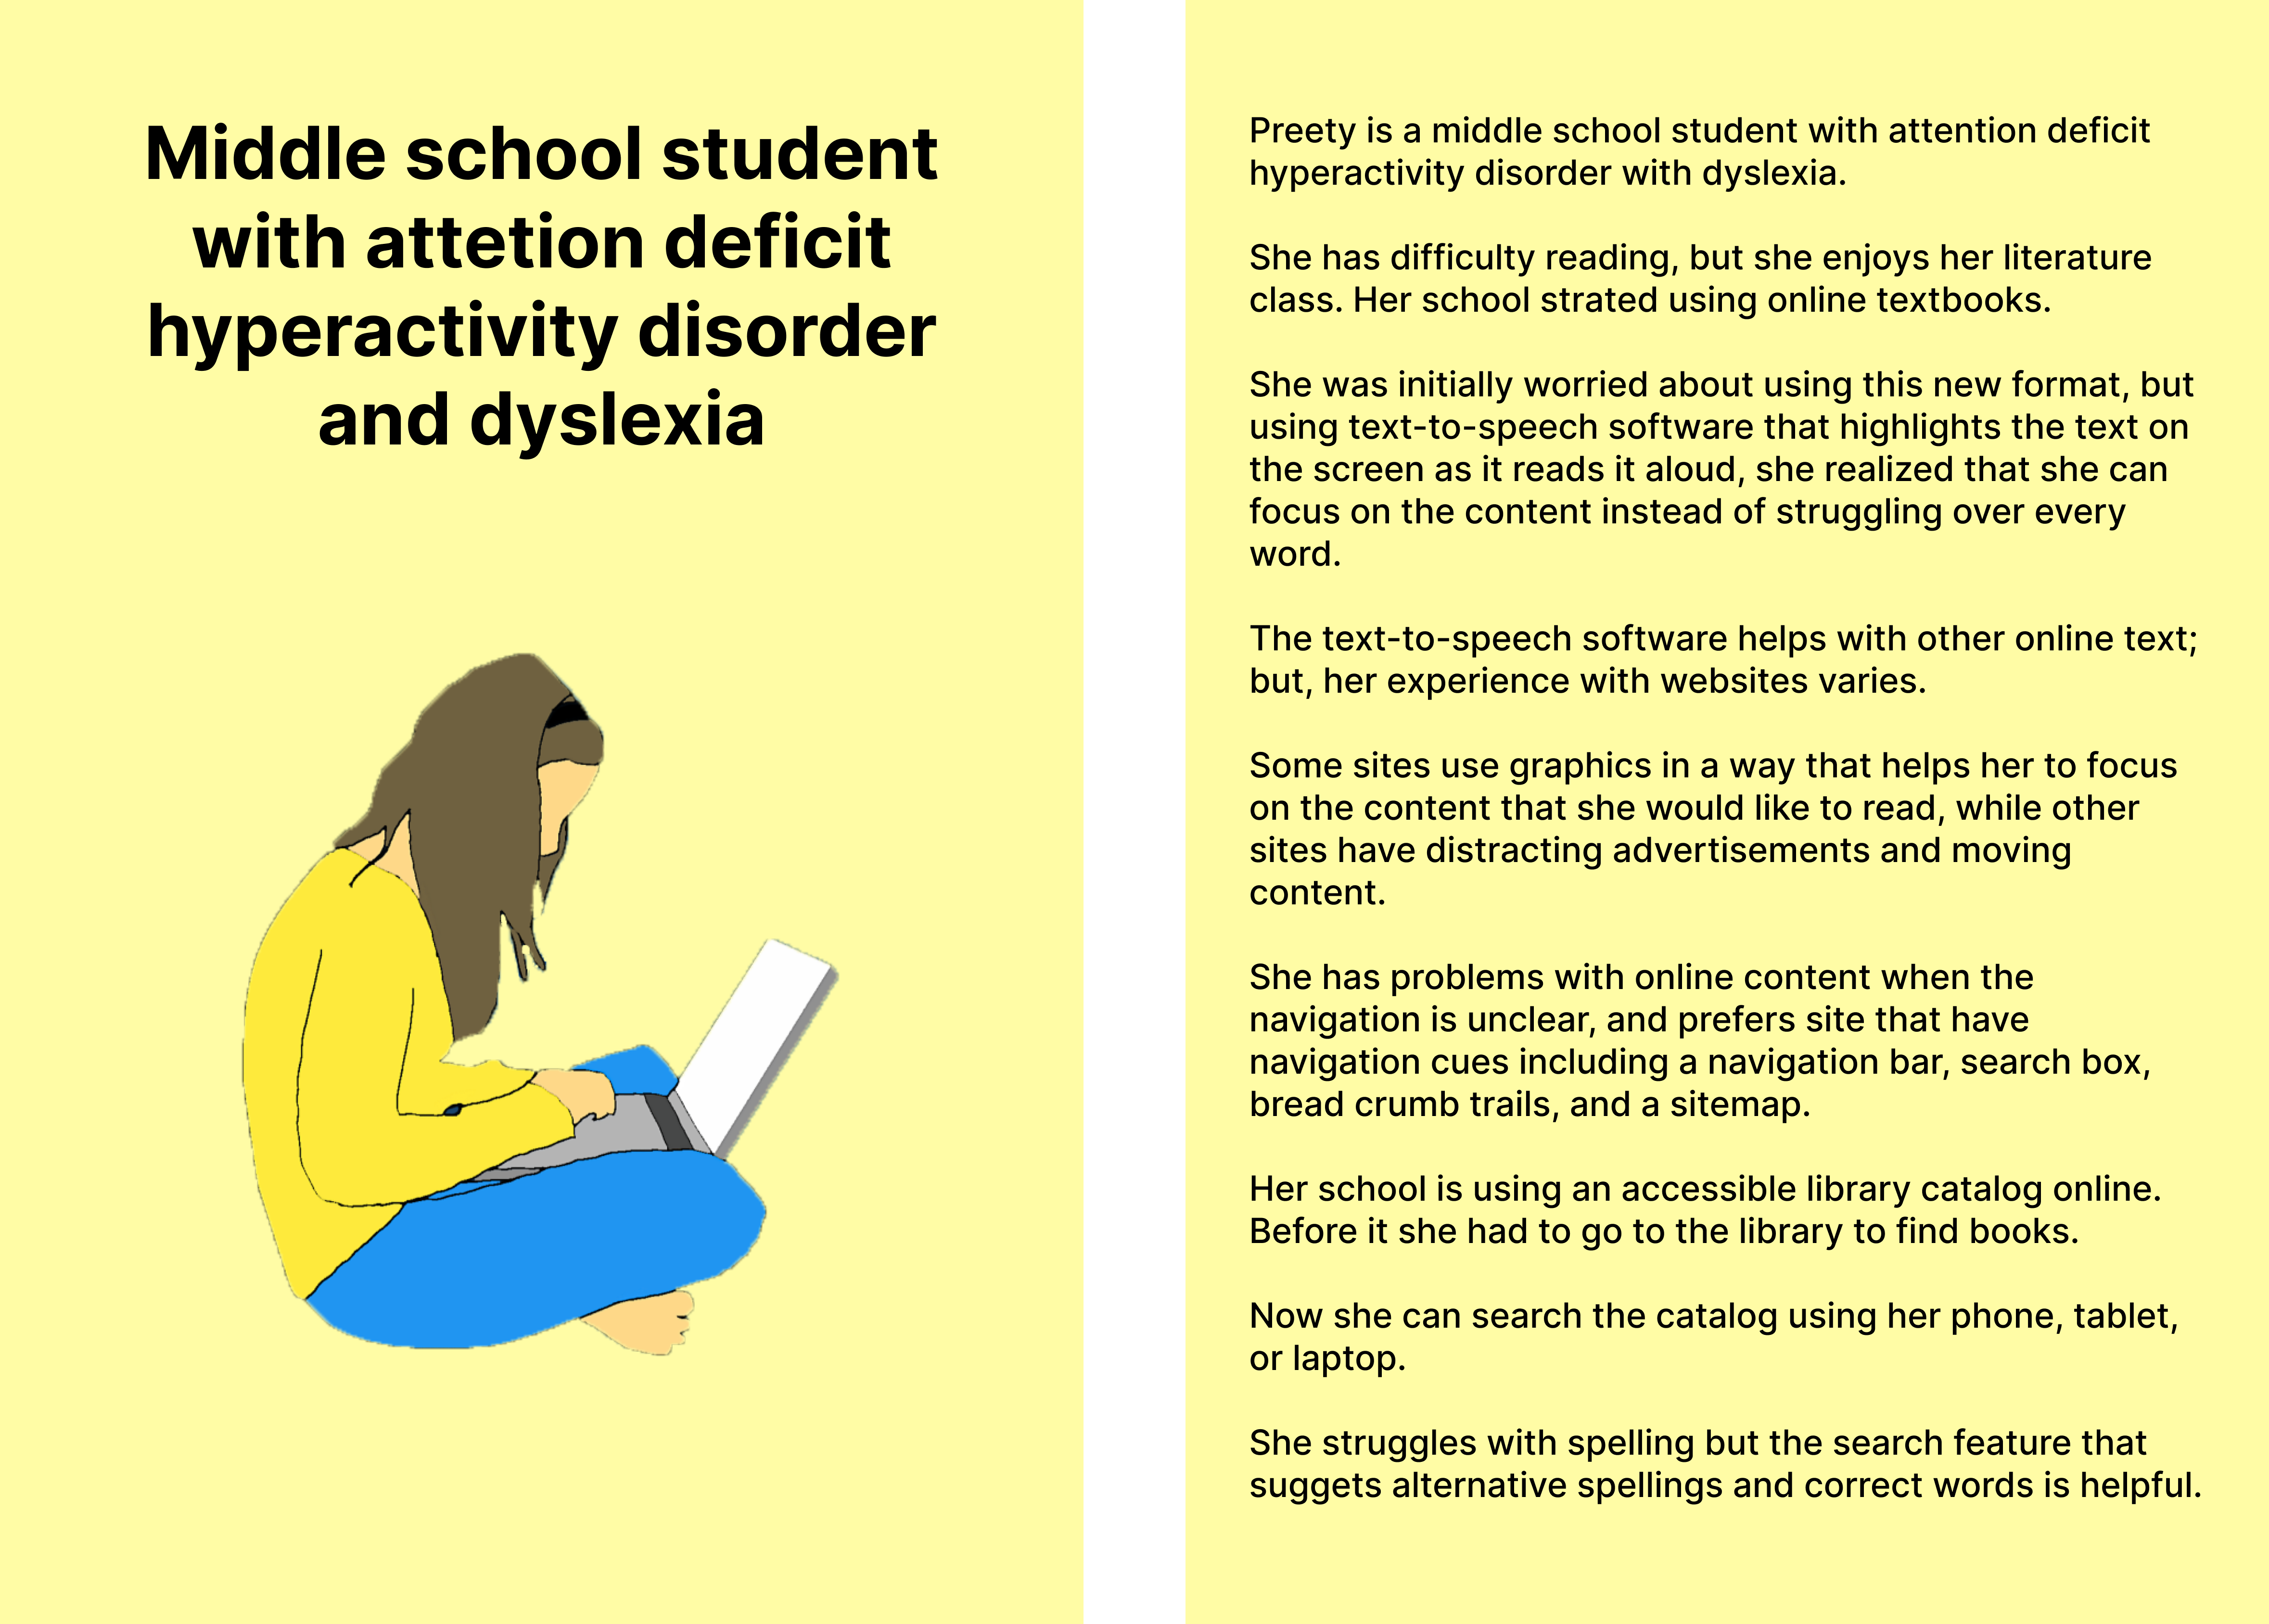 Middle school student
with attetion deficit
hyperactivity disorder
and dyslexia
Preety is a middle school student with attention deficit
hyperactivity disorder with dyslexia.
She has difficulty reading, but she enjoys her literature
class. Her school strated using online textbooks.
She was initially worried about using this new format, but
using text-to-speech software that highlights the text on
the screen as it reads it aloud, she realized that she can
focus on the content instead of struggling over every
word.
The text-to-speech software helps with other online text;
but, her experience with websites varies.
Some sites use graphics in a way that helps her to focus
on the content that she would like to read, while other
sites have distracting advertisements and moving
content.
She has problems with online content when the
navigation is unclear, and prefers site that have
navigation cues including a navigation bar, search box,
bread crumb trails, and a sitemap.
Her school is using an accessible library catalog online.
Before it she had to go to the library to find books.
Now she can search the catalog using her phone, tablet,
or laptop.
She struggles with spelling but the search feature that
suggets alternative spellings and correct words is helpful.